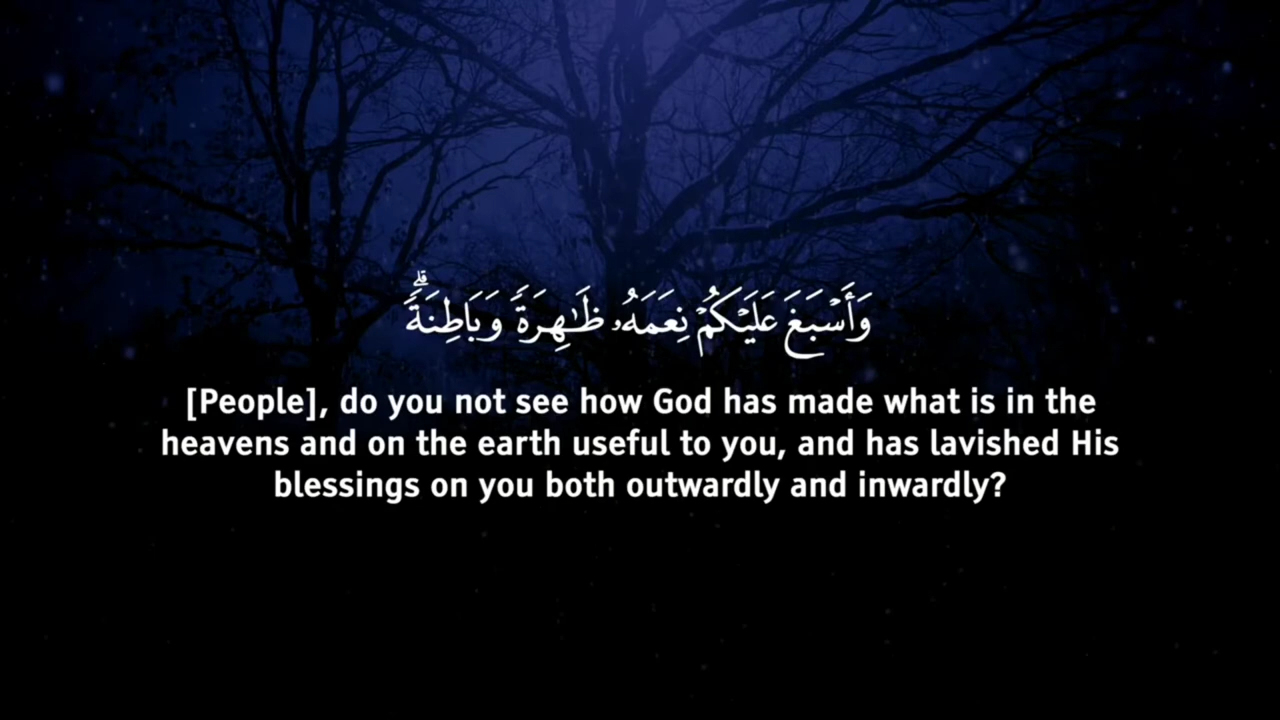 وَأَسْبَغَ عَلَيْكُمْ نِعَمَهُۥ ظَٰهِرَةً وَبَاطِنَةً ۗ
[People], do you not see how God has made what is in the
heavens and on the earth useful to you, and has lavished His
blessings on you both outwardly and inwardly?